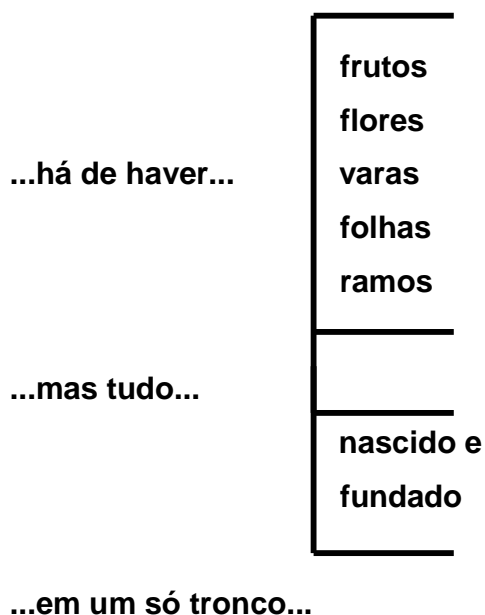 frutos
flores
...há de haver... varas
folhas
ramos
...mas tudo...
nascido e
fundado
...em um só tronco...